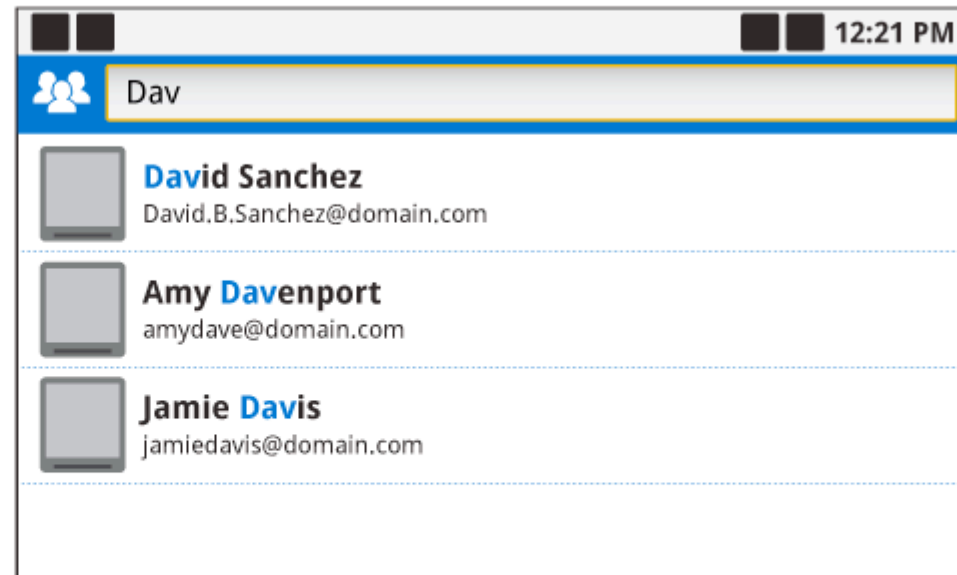 12:21 PM
Dav
David Sanchez
David.B.Sanchez@domain.com
Amy Davenport
amydave@domain.com
Jamie Davis
jamiedavis@domain.com